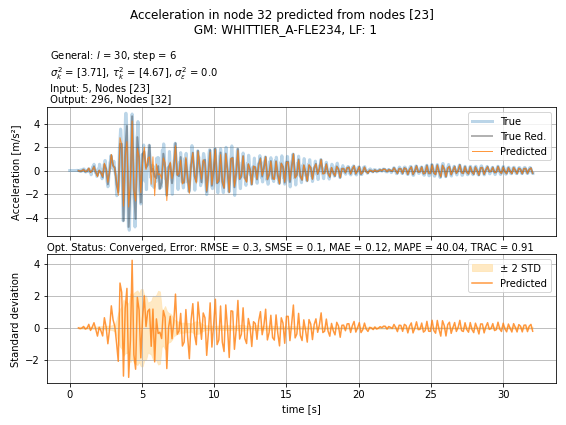 Acceleration in node 32 predicted from nodes [23]
GM: WHITTIER_A-FLE234, LF: 1
General: l = 30, step = 6
σ²ₖ = [3.71], τ²ₖ = [4.67], σ²ε = 0.0
Input: 5, Nodes [23]
Output: 296, Nodes [32]
Acceleration [m/s²]
4
2
0
−2
−4
True
True Red.
Predicted
Opt. Status: Converged, Error: RMSE = 0.3, SMSE = 0.1, MAE = 0.12, MAPE = 40.04, TRAC = 0.91
Standard deviation
4
2
0
−2
± 2 STD
Predicted
0 5 10 15 20 25 30
time [s]